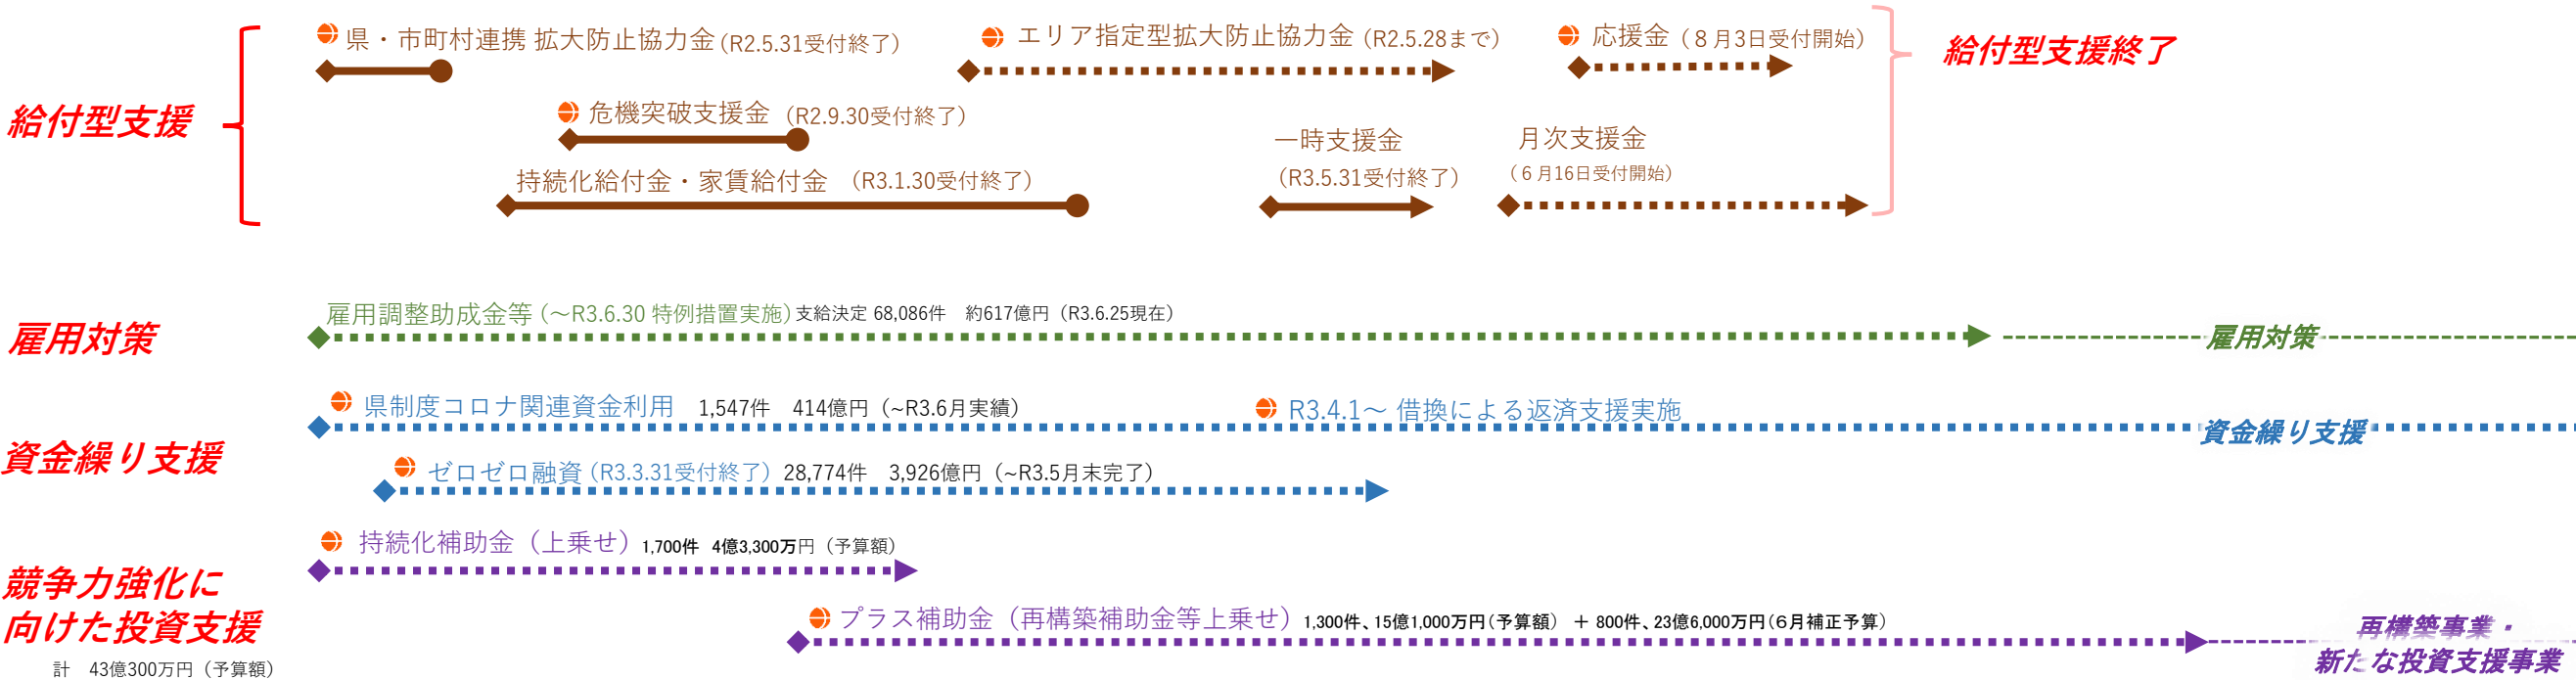 県・市町村連携 拡大防止協力金(R2.5.31受付終了)
エリア指定型拡大防止協力金 (R2.5.28まで)
応援金 (８月3日受付開始)
給付型支援終了
給付型支援
危機突破支援金 (R2.9.30受付終了)
一時支援金
(R3.5.31受付終了)
月次支援金
(６月16日受付開始)
持続化給付金・家賃給付金 (R3.1.30受付終了)
雇用対策
雇用調整助成金等(～R3.6.30 特例措置実施) 支給決定 68,086件　約617億円（R3.6.25現在）
雇用対策
資金繰り支援
県制度コロナ関連資金利用　1,547件　414億円（~R3.6月実績）
R3.4.1～ 借換による返済支援実施
資金繰り支援
ゼロゼロ融資(R3.3.31受付終了) 28,774件　3,926億円（~R3.5月末完了）
競争力強化に
向けた投資支援
計　43億300万円（予算額）
持続化補助金（上乗せ）1,700件　4億3,300万円（予算額）
プラス補助金（再構築補助金等上乗せ）1,300件、15億1,000万円(予算額)　＋ 800件、23億6,000万円(６月補正予算)
再構築事業・
新たな投資支援事業